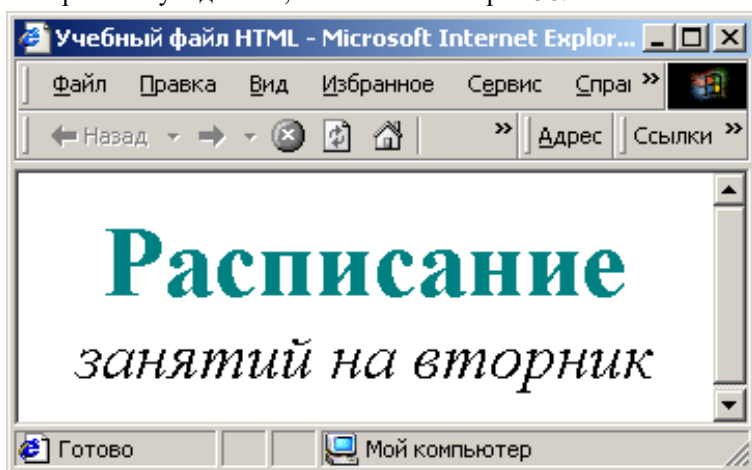 Учебный файл HTML - Microsoft Internet Explor...
Файл Правка Вид Избранное Сервис Спра »
Назад » Адрес Ссылки »
Расписание
занятий на вторник
Готово Мой компьютер